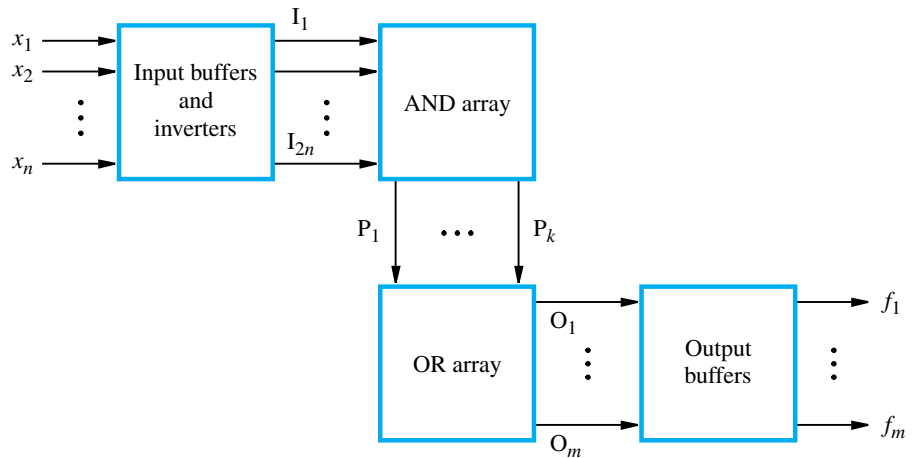 x₁
x₂
xₙ
Input buffers
and
inverters
I₁
I₂ₙ
AND array
P₁
Pₖ
OR array
O₁
Oₘ
Output
buffers
f₁
fₘ